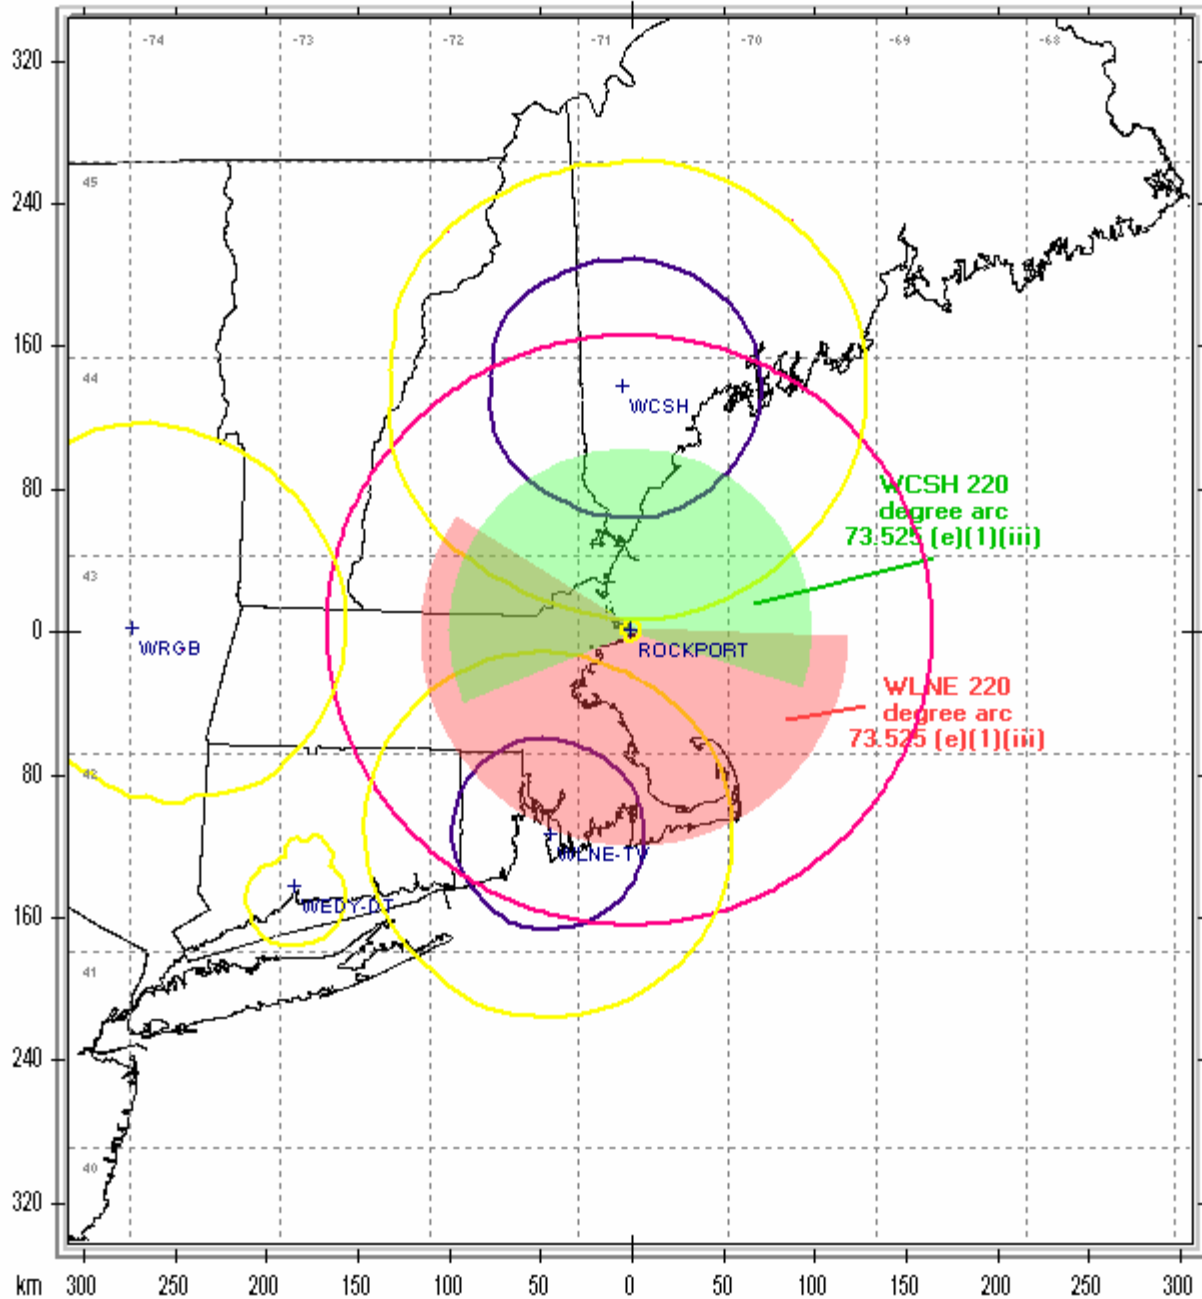 -74 -73 -72 -71 -70 -69 -68
320
45
240
160
44
WCSH
80
WCSH 220
degree arc
73.525 (e)(1)(iii)
43
0
WRGB
ROCKPORT
WLNE 220
degree arc
73.525 (e)(1)(iii)
80
42
WLNE-TV
WEDY-DT
160
41
240
40
320
km 300 250 200 150 100 50 0 50 100 150 200 250 300